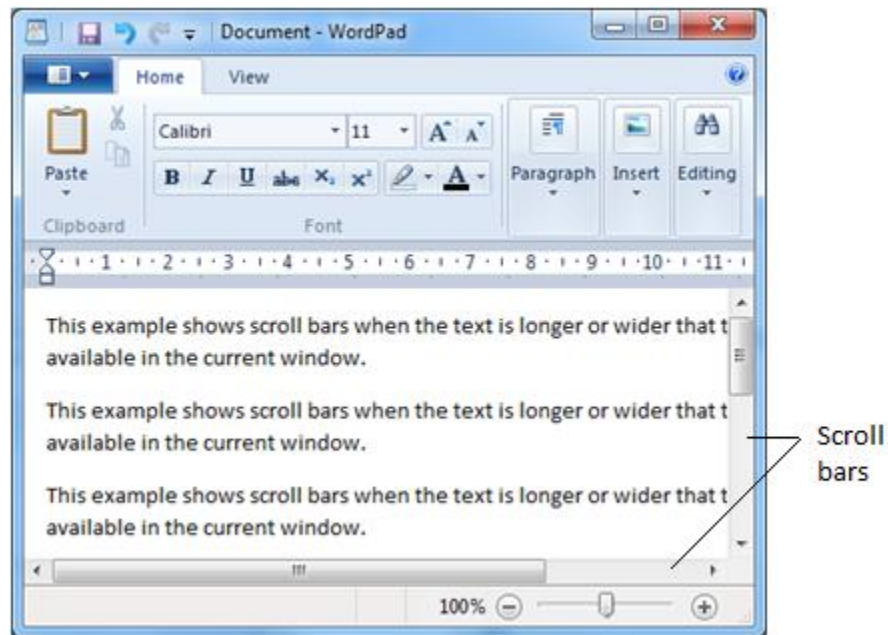 Document - WordPad
Home View
Calibri 11 A A
Paste B I U abc X₂ x² A Paragraph Insert Editing
Clipboard Font
1 2 3 4 5 6 7 8 9 10 11
This example shows scroll bars when the text is longer or wider that t
available in the current window.
This example shows scroll bars when the text is longer or wider that t
available in the current window.
This example shows scroll bars when the text is longer or wider that t
available in the current window.
100%
Scroll
bars